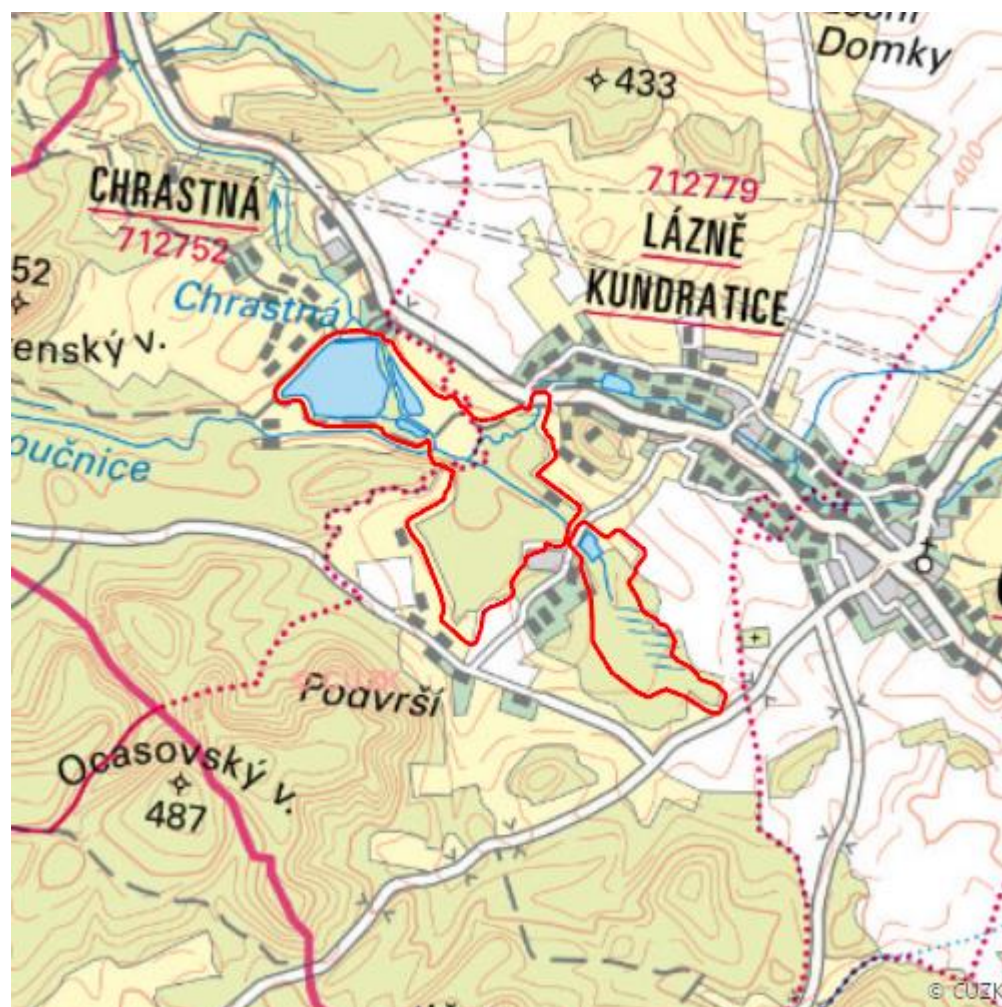 Domky
433
CHRASTNÁ
712752
712779
LÁZNĚ
KUNDRATICE
400
52
Chrastná
enský v.
oučnice
Podvrší
Ocasovský v.
487
© ČÚZK